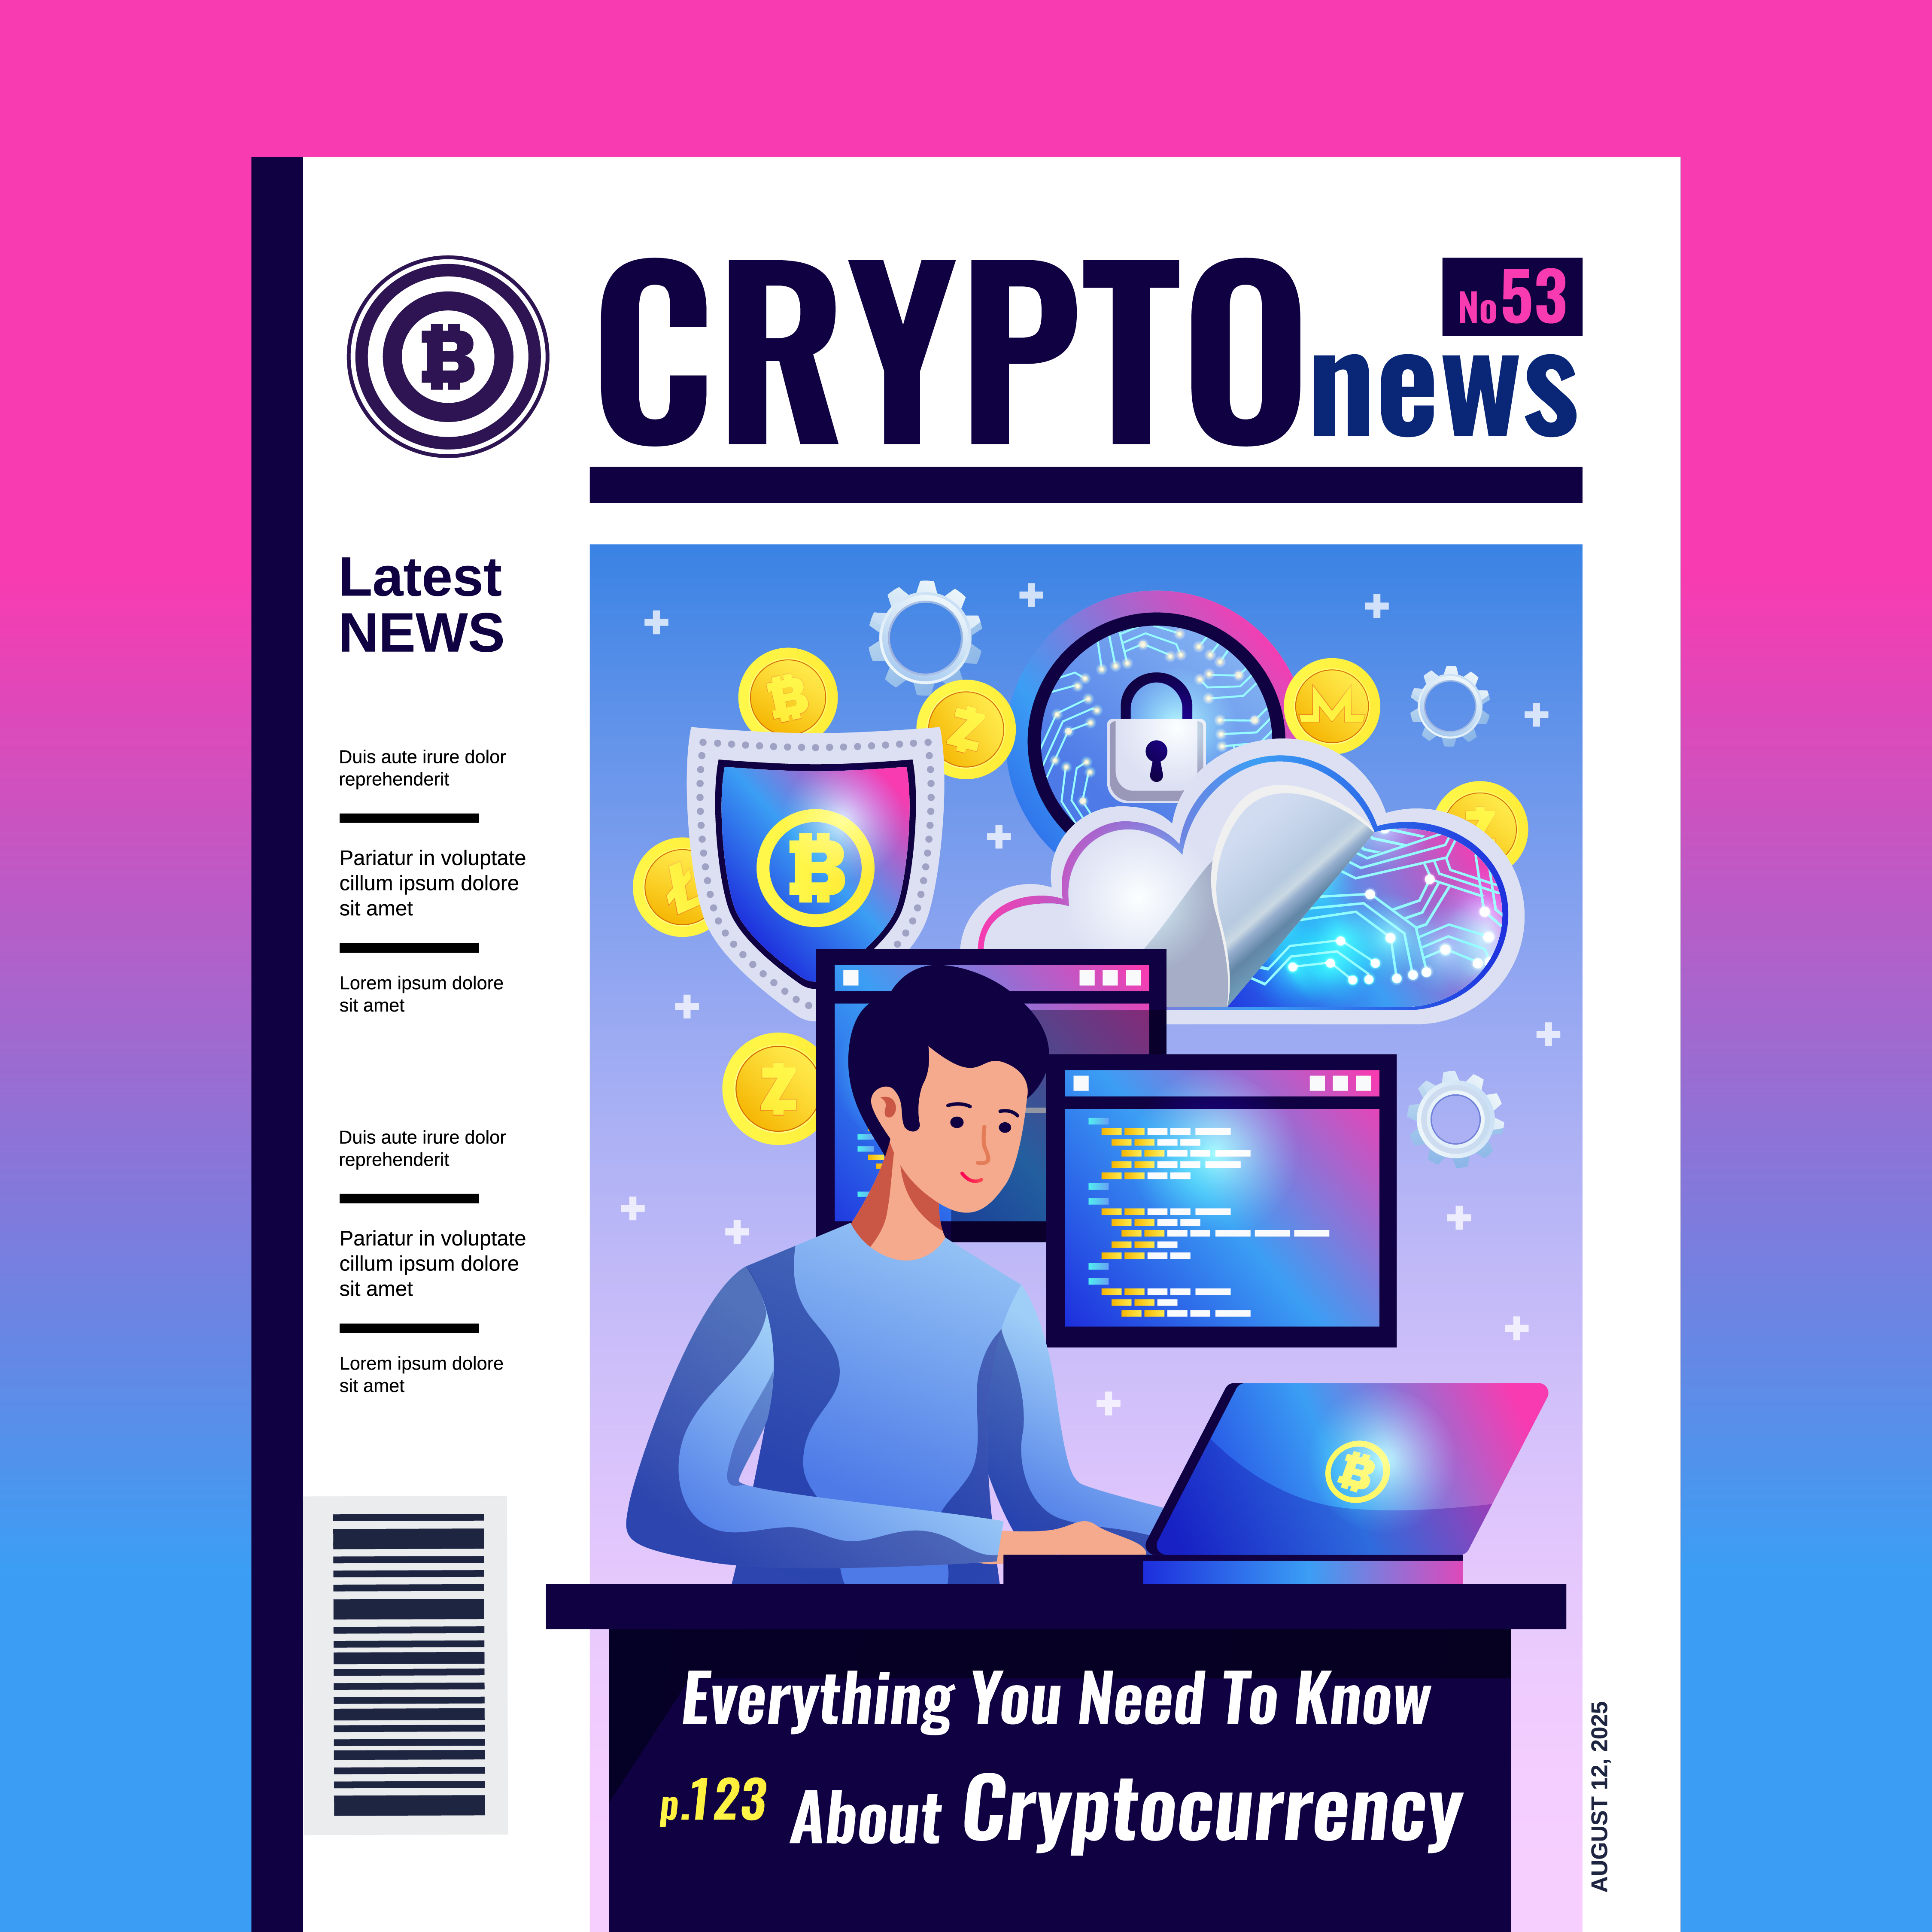 CRYPTO
No 53
news
Latest
NEWS
Duis aute irure dolor
reprehenderit
Pariatur in voluptate
cillum ipsum dolore
sit amet
Lorem ipsum dolore
sit amet
Duis aute irure dolor
reprehenderit
Pariatur in voluptate
cillum ipsum dolore
sit amet
Lorem ipsum dolore
sit amet
Everything You Need To Know
p.123 About Cryptocurrency
AUGUST 12, 2025